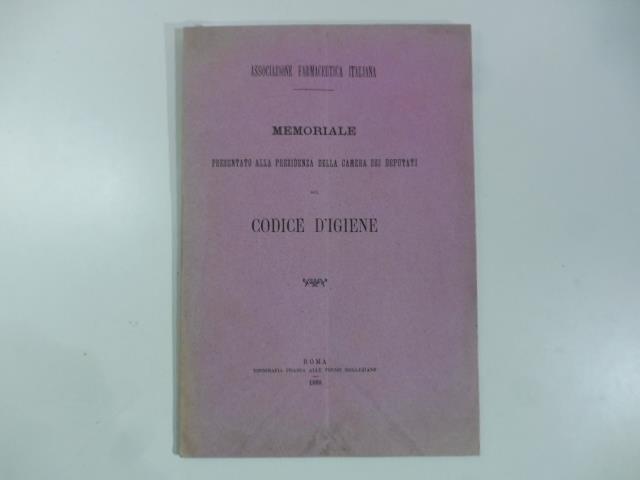 ASSOCIAZIONE FARMACEUTICA ITALIANA
MEMORIALE
PRESENTATO ALLA PRESIDENZA DELLA CAMERA DEI DEPUTATI
SUL
CODICE D'IGIENE
ROMA
TIPOGRAFIA FRANCA ALLE TERME DIOCLEZIANE